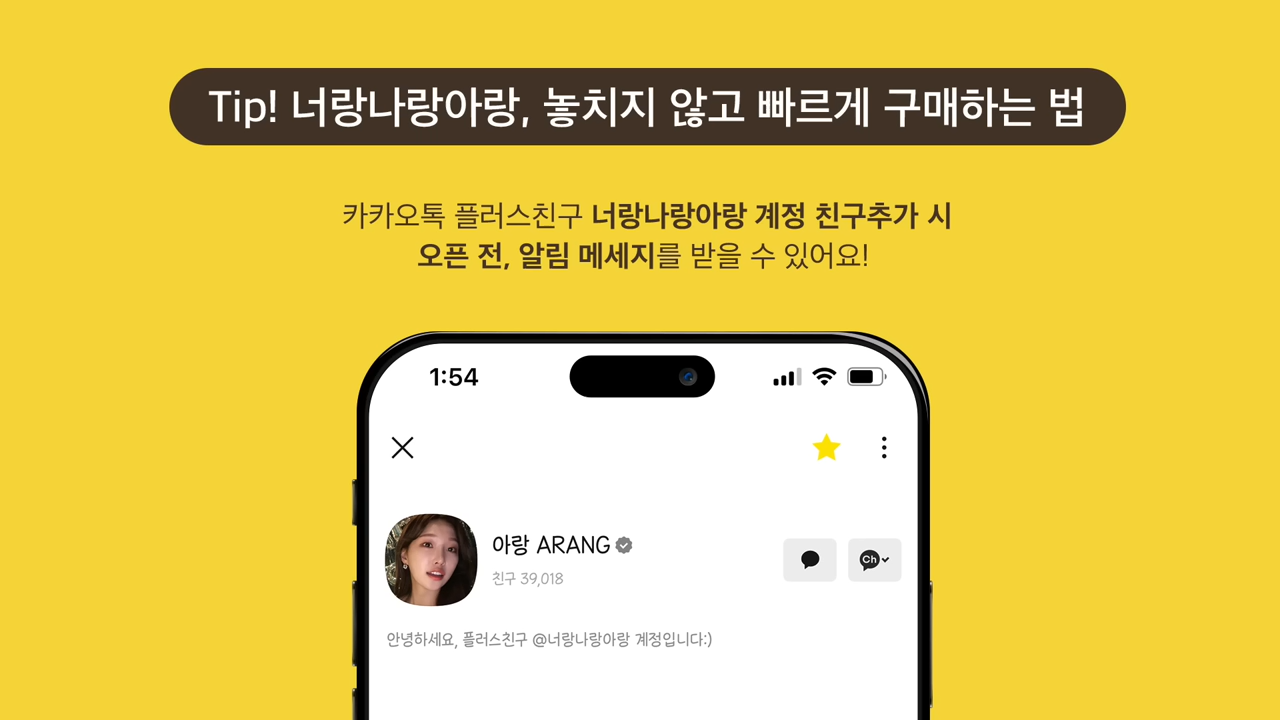 Tip! 너랑나랑아랑, 놓치지 않고 빠르게 구매하는 법
카카오톡 플러스친구 너랑나랑아랑 계정 친구추가 시
오픈 전, 알림 메세지를 받을 수 있어요!
1:54
아랑 ARANG
친구 39,018
Ch
안녕하세요, 플러스친구 @너랑나랑아랑 계정입니다:)